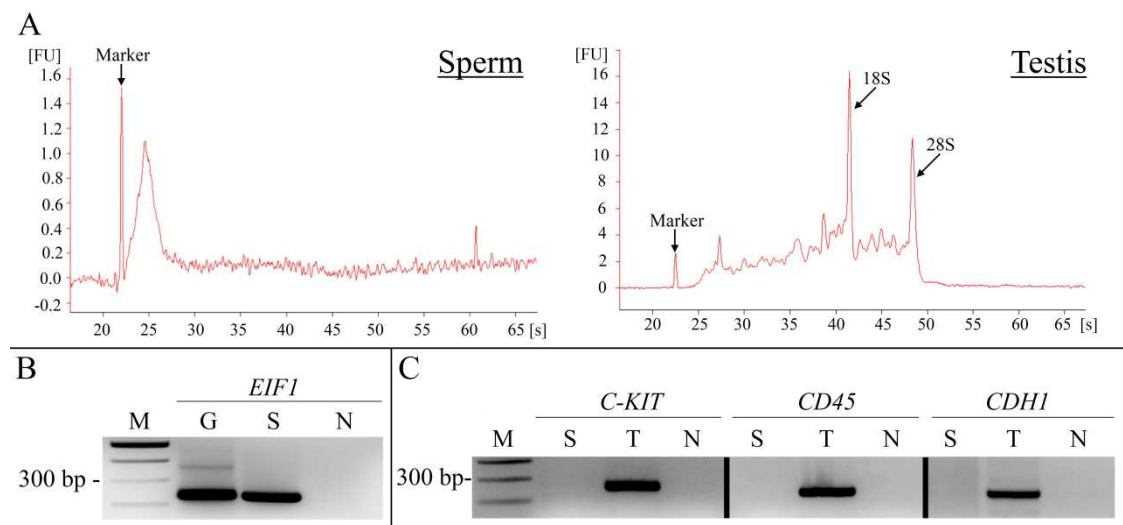 A
[FU] Marker Sperm
1.6
1.4
1.2
1.0
0.8
0.6
0.4
0.2
0.0
-0.2
20 25 30 35 40 45 50 55 60 65 [s]
[FU] Testis
16
14
12
10
8
6
4
2
0
18S
28S
Marker
20 25 30 35 40 45 50 55 60 65 [s]
B
EIF1
M G S N
300 bp -
C
C-KIT CD45 CDH1
M S T N S T N S T N
300 bp-